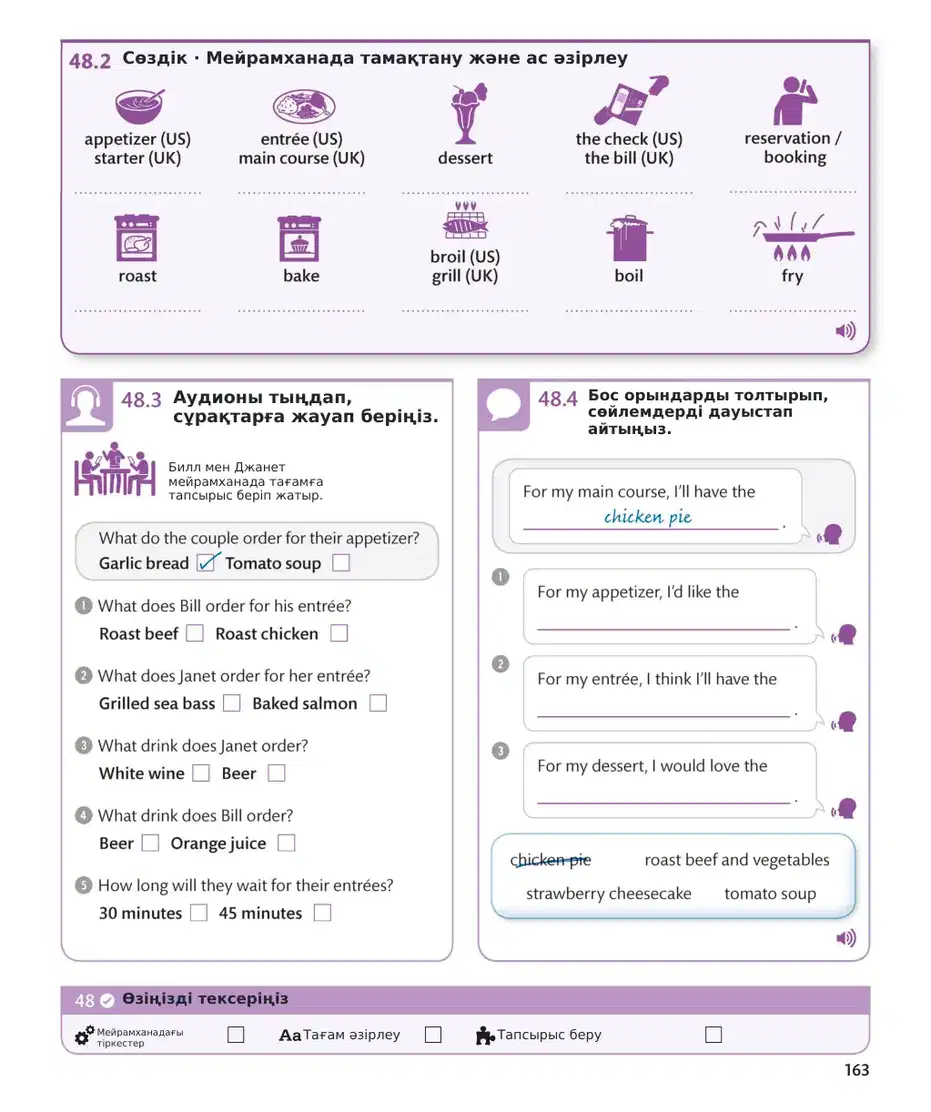 48.2 Сөздік · Мейрамханада тамақтану және ас әзірлеу
appetizer (US)
starter (UK)
entrée (US)
main course (UK)
dessert
the check (US)
the bill (UK)
reservation /
booking
roast
bake
broil (US)
grill (UK)
boil
fry
48.3 Аудионы тыңдап,
сұрақтарға жауап беріңіз.
Билл мен Джанет
мейрамханада тағамға
тапсырыс беріп жатыр.
What do the couple order for their appetizer?
Garlic bread Tomato soup
1 What does Bill order for his entrée?
Roast beef Roast chicken
2 What does Janet order for her entrée?
Grilled sea bass Baked salmon
3 What drink does Janet order?
White wine Beer
4 What drink does Bill order?
Beer Orange juice
5 How long will they wait for their entrées?
30 minutes 45 minutes
48.4 Бос орындарды толтырып,
сөйлемдерді дауыстап
айтыңыз.
For my main course, I'll have the
chicken pie.
1 For my appetizer, I'd like the
.
2 For my entrée, I think I'll have the
.
3 For my dessert, I would love the
.
chicken pie roast beef and vegetables
strawberry cheesecake tomato soup
48 Өзіңізді тексеріңіз
Мейрамханадағы
тіркестер
Aa Тағам әзірлеу
Тапсырыс беру
163